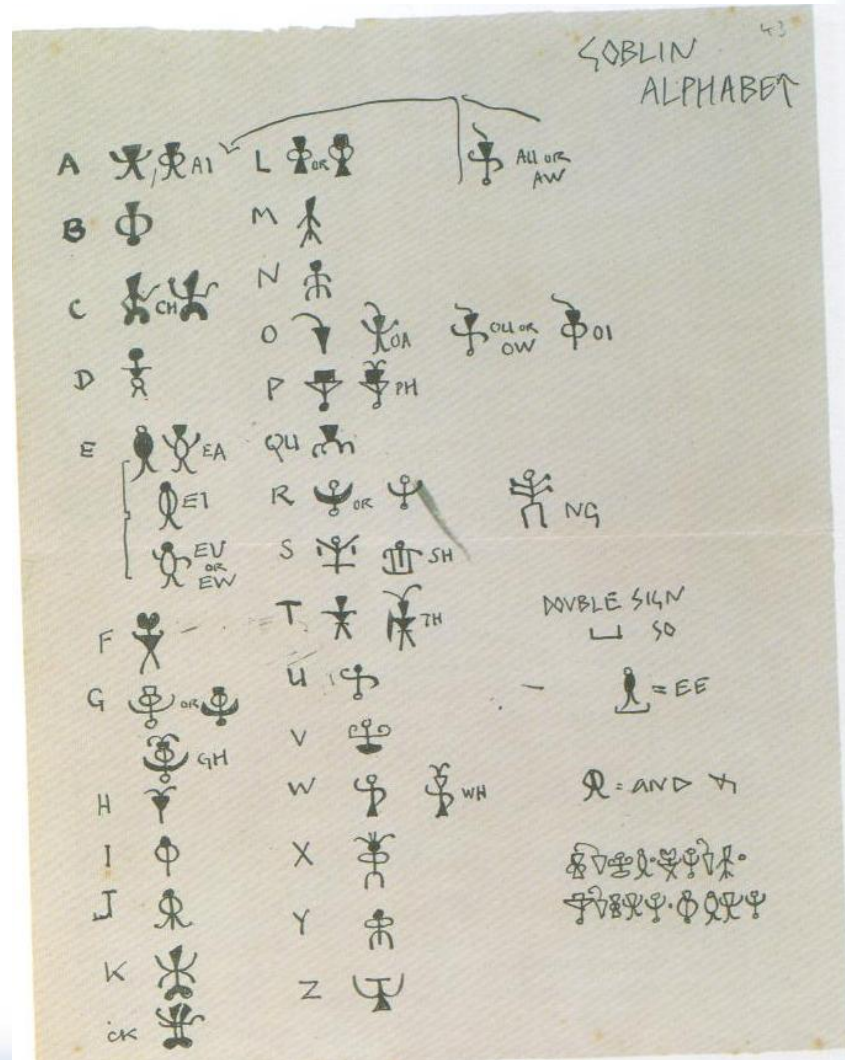 43
GOBLIN
ALPHABET
A , AI
B
C CH
D
E EA
EI
EU
OR
EW
F
G OR
GH
H
I
J
K
CK
L OR
AU OR
AW
M
N
O OA OU OR
OW OI
P PH
QU
R OR
NG
S SH
T TH
U
V
W WH
X
Y
Z
DOUBLE SIGN
SO
= EE
= AND